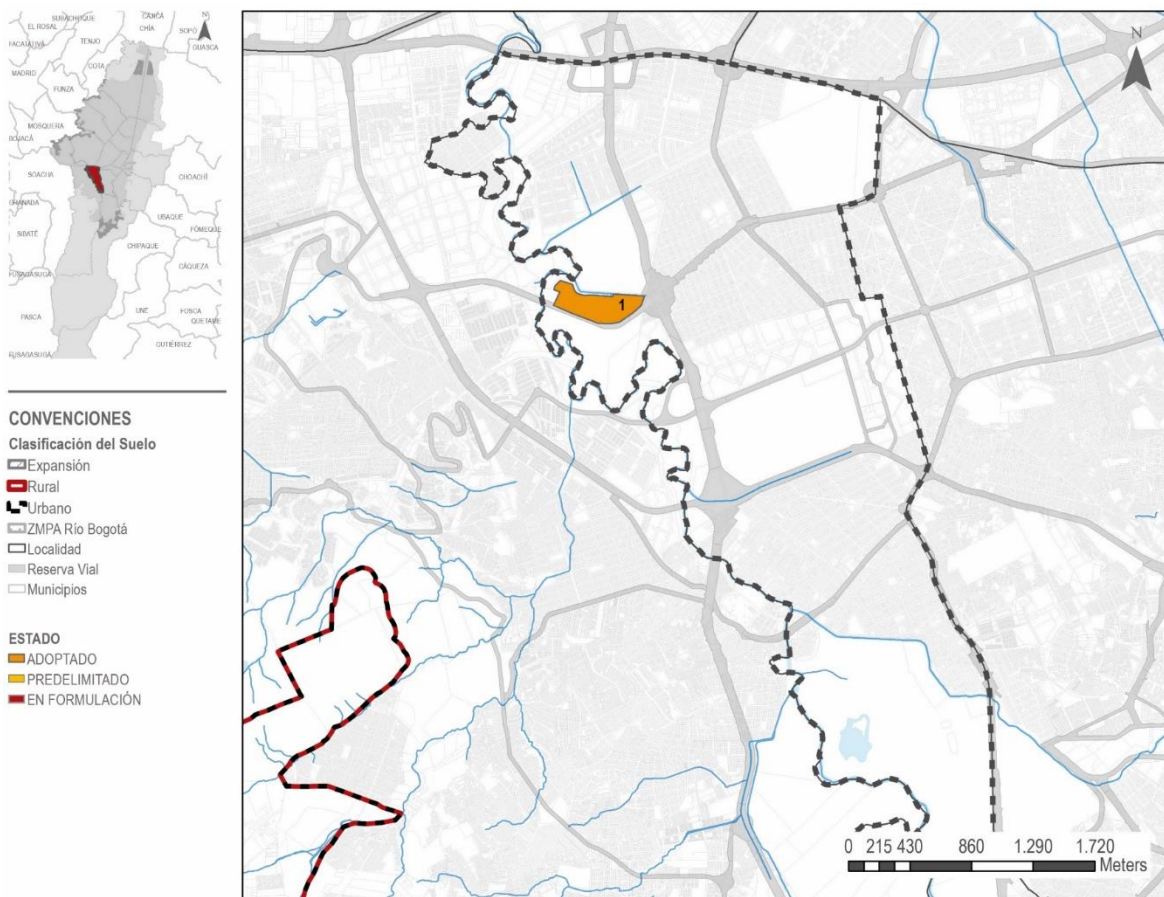 SUBACHOQUE
CAJICÁ
CHÍA
N
SOPÓ
EL ROSAL
TENJO
GUASCA
FACATATIVÁ
COTA
MADRID
FUNZA
MOSQUERA
BOJACÁ
SOACHA
CHOACHÍ
GRANADA
UBAQUE
FÓMEQUE
SIBATÉ
CHIPAQUE
CÁQUEZA
FUSAGASUGÁ
UNE
FOSCA
PASCA
QUETAME
GUTIÉRREZ
FUSAGASUGÁ
CONVENCIONES
Clasificación del Suelo
Expansión
Rural
Urbano
ZMPA Río Bogotá
Localidad
Reserva Vial
Municipios
ESTADO
ADOPTADO
PREDELIMITADO
EN FORMULACIÓN
N
1
0 215 430 860 1.290 1.720
Meters